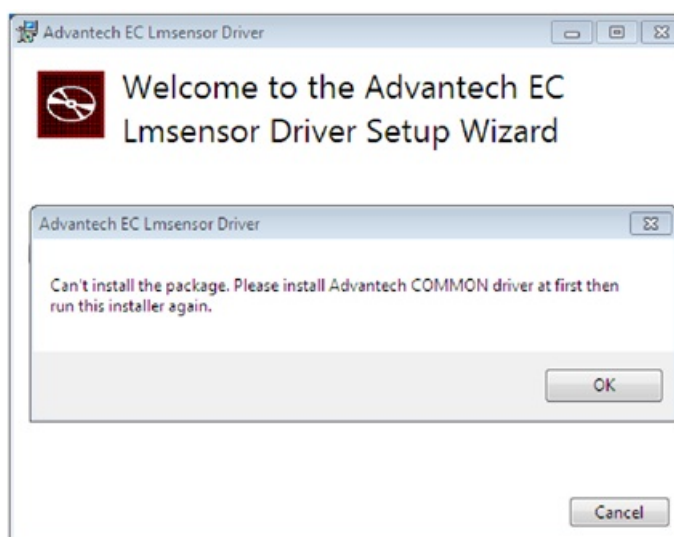 Advantech EC Lmsensor Driver
Welcome to the Advantech EC
Lmsensor Driver Setup Wizard
Advantech EC Lmsensor Driver
Can't install the package. Please install Advantech COMMON driver at first then
run this installer again.
OK
Cancel